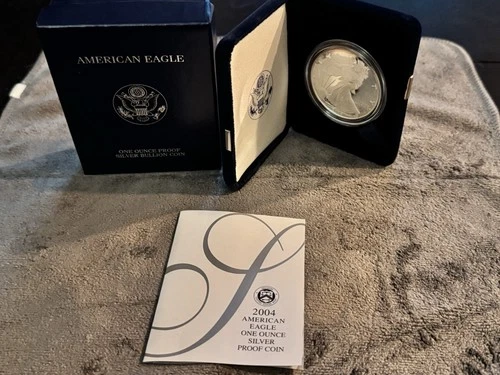 AMERICAN EAGLE
ONE OUNCE PROOF
SILVER BULLION COIN
2004
AMERICAN
EAGLE
ONE OUNCE
SILVER
PROOF COIN